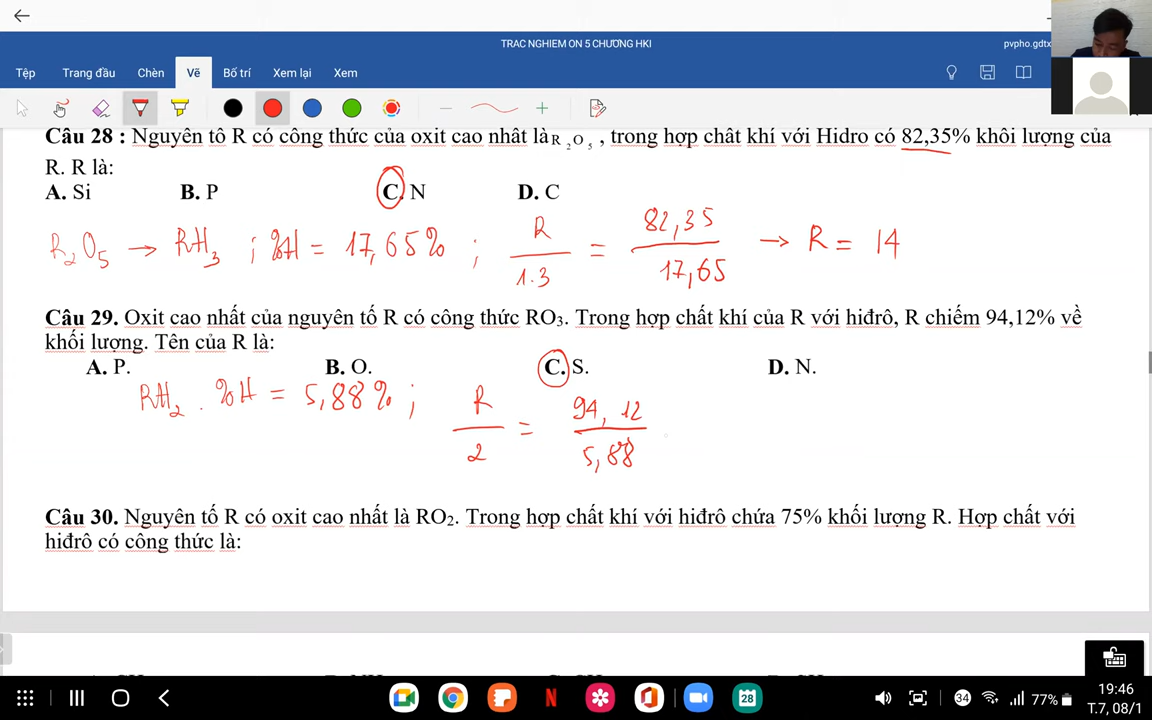 TRAC NGHIEM ON 5 CHƯƠNG HKI
pvpho.gdtx
Tệp Trang đầu Chèn Vẽ Bố trí Xem lại Xem
Câu 28 : Nguyên tố R có công thức của oxit cao nhất là R2O5 , trong hợp chất khí với Hidro có 82,35% khối lượng của
R. R là:
A. Si B. P C. N D. C
R2O5 → RH3 ; %H = 17,65% ; R/1.3 = 82,35/17,65 → R = 14
Câu 29. Oxit cao nhất của nguyên tố R có công thức RO3. Trong hợp chất khí của R với hiđrô, R chiếm 94,12% về
khối lượng. Tên của R là:
A. P. B. O. C. S. D. N.
RH2 . %H = 5,88% ; R/2 = 94,12/5,88
Câu 30. Nguyên tố R có oxit cao nhất là RO2. Trong hợp chất khí với hiđrô chứa 75% khối lượng R. Hợp chất với
hiđrô có công thức là:
28
34
77%
19:46
T.7, 08/1